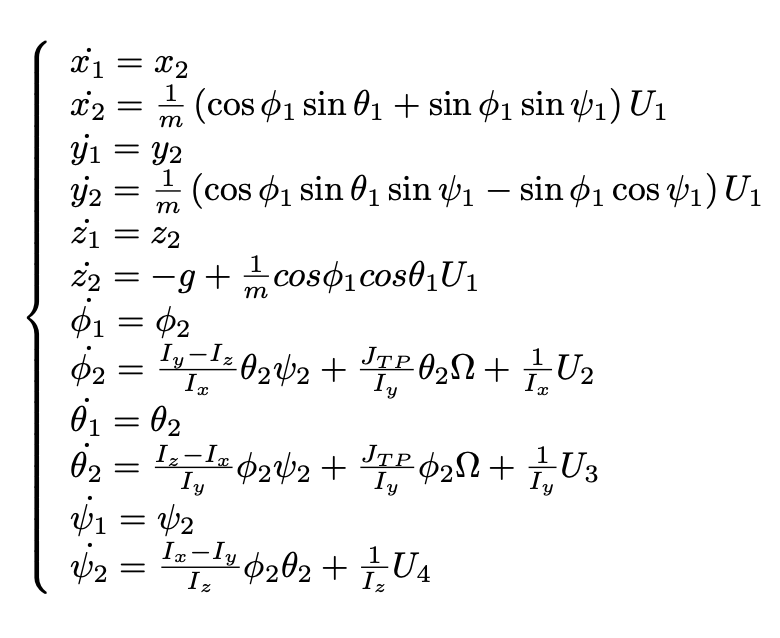 ẋ₁ = x₂
ẋ₂ = 1/m (cos ϕ₁ sin θ₁ + sin ϕ₁ sin ψ₁) U₁
ẏ₁ = y₂
ẏ₂ = 1/m (cos ϕ₁ sin θ₁ sin ψ₁ − sin ϕ₁ cos ψ₁) U₁
ż₁ = z₂
ż₂ = −g + 1/m cosϕ₁cosθ₁U₁
ϕ̇₁ = ϕ₂
ϕ̇₂ = (I_y−I_z)/I_x θ₂ψ₂ + J_TP/I_y θ₂Ω + 1/I_x U₂
θ̇₁ = θ₂
θ̇₂ = (I_z−I_x)/I_y ϕ₂ψ₂ + J_TP/I_y ϕ₂Ω + 1/I_y U₃
ψ̇₁ = ψ₂
ψ̇₂ = (I_x−I_y)/I_z ϕ₂θ₂ + 1/I_z U₄